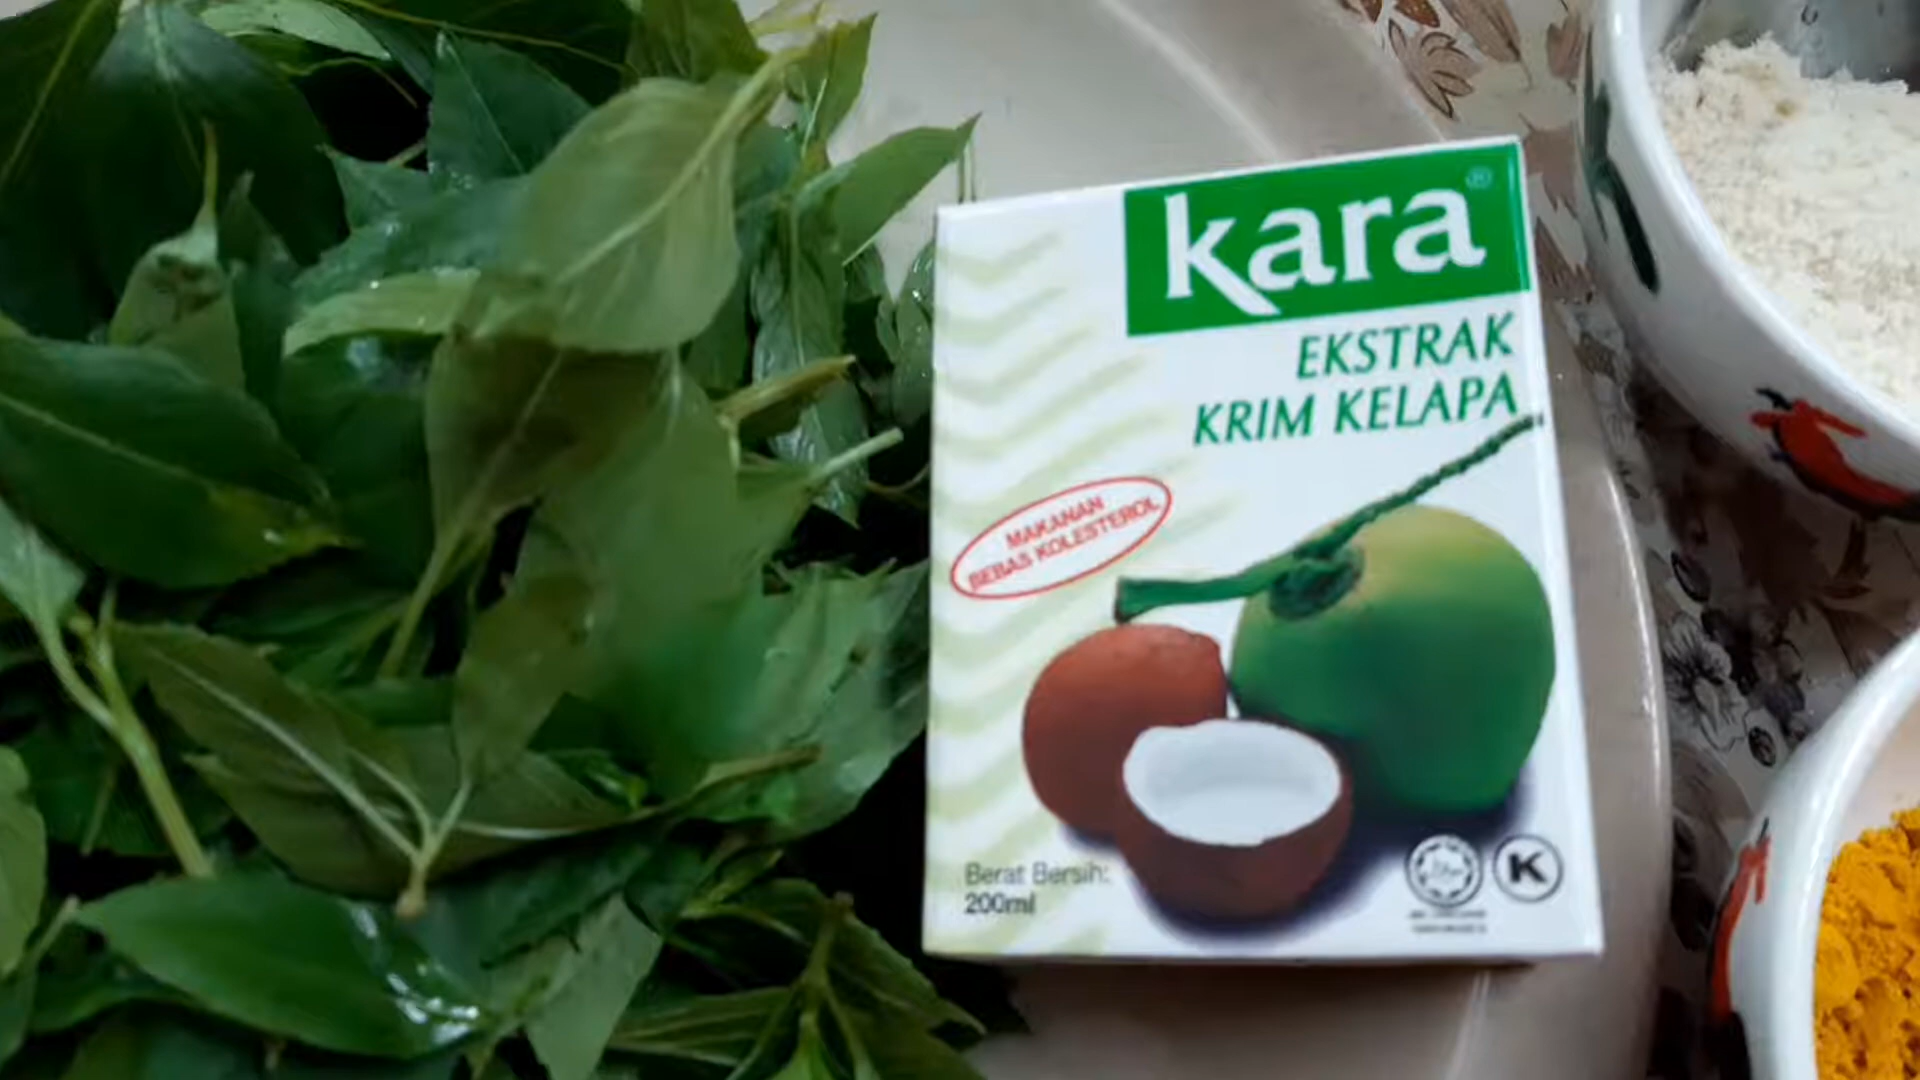 kara®
EKSTRAK
KRIM KELAPA
MAKANAN
BEBAS KOLESTEROL
Berat Bersih:
200ml
K